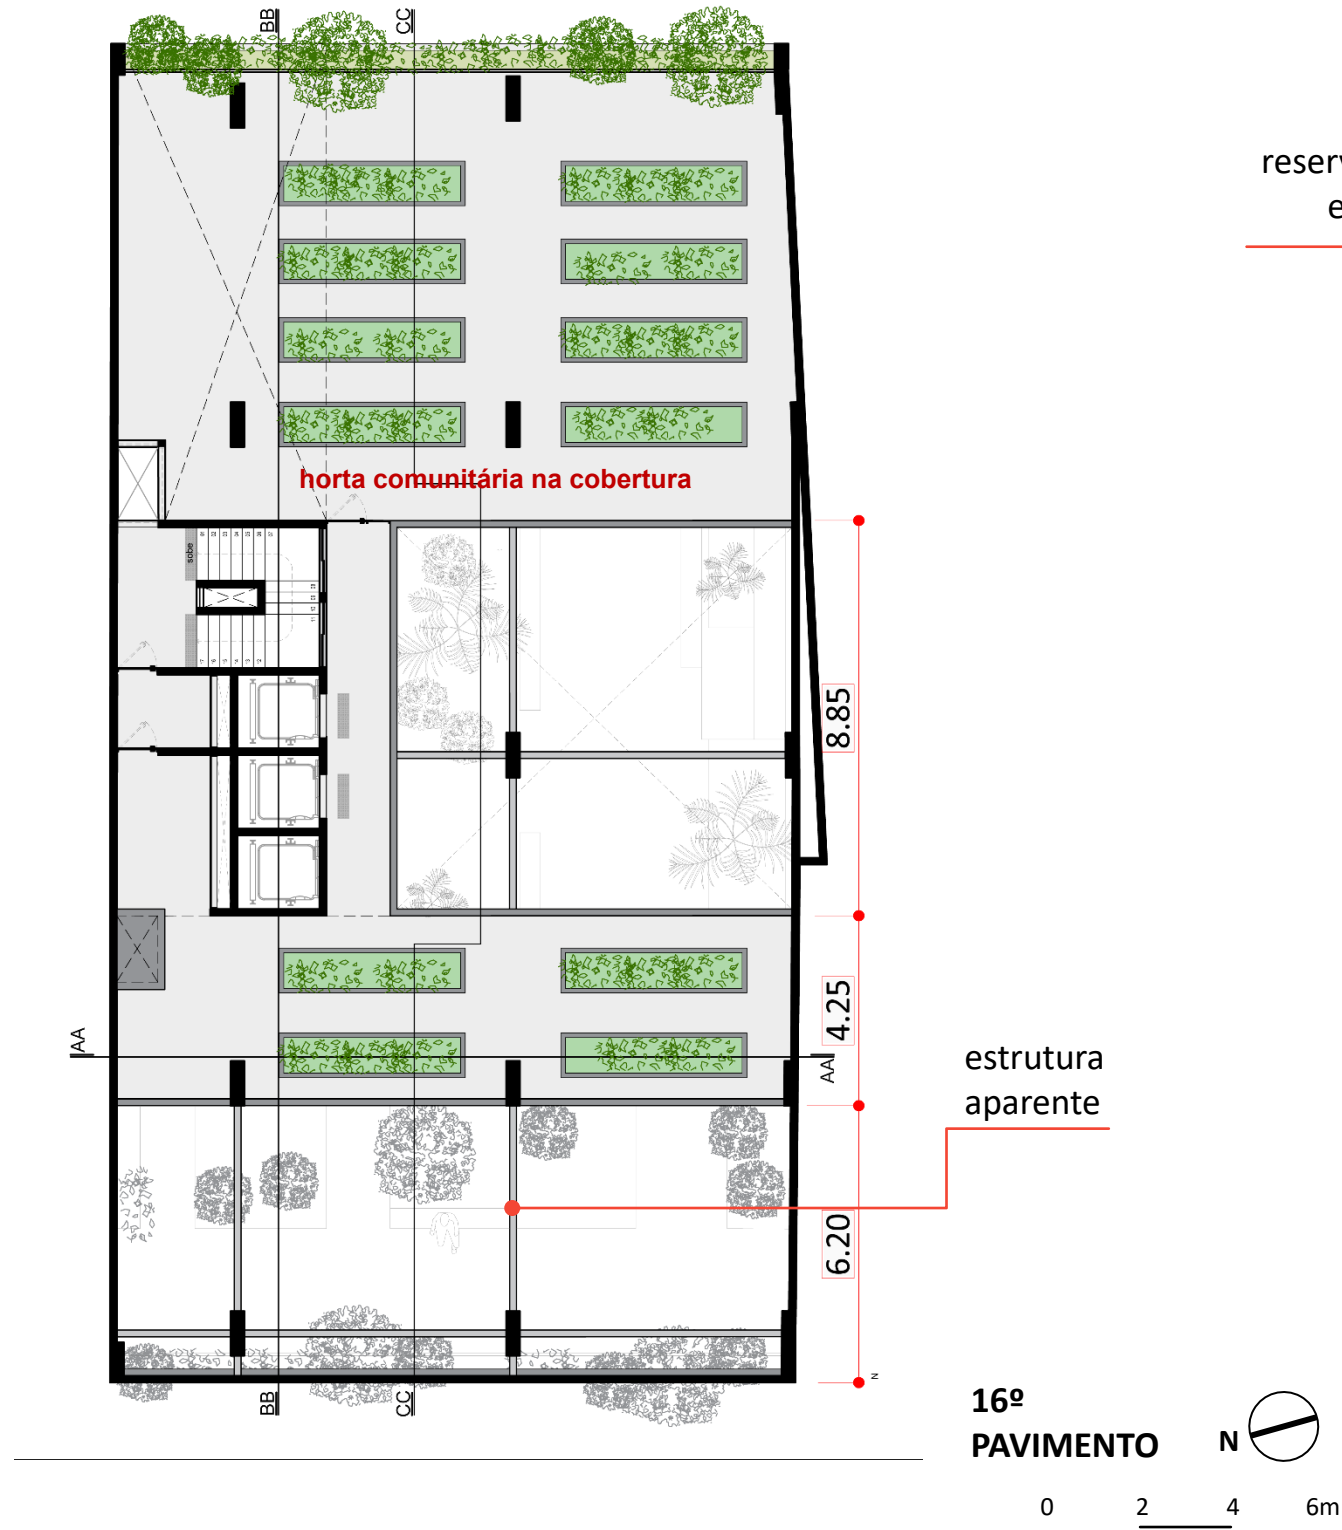 BB
CC
reserv
e
horta comunitária na cobertura
sobe
8.85
4.25
AA
AA
estrutura
aparente
6.20
BB
CC
N
16º
PAVIMENTO
N
0 2 4 6m